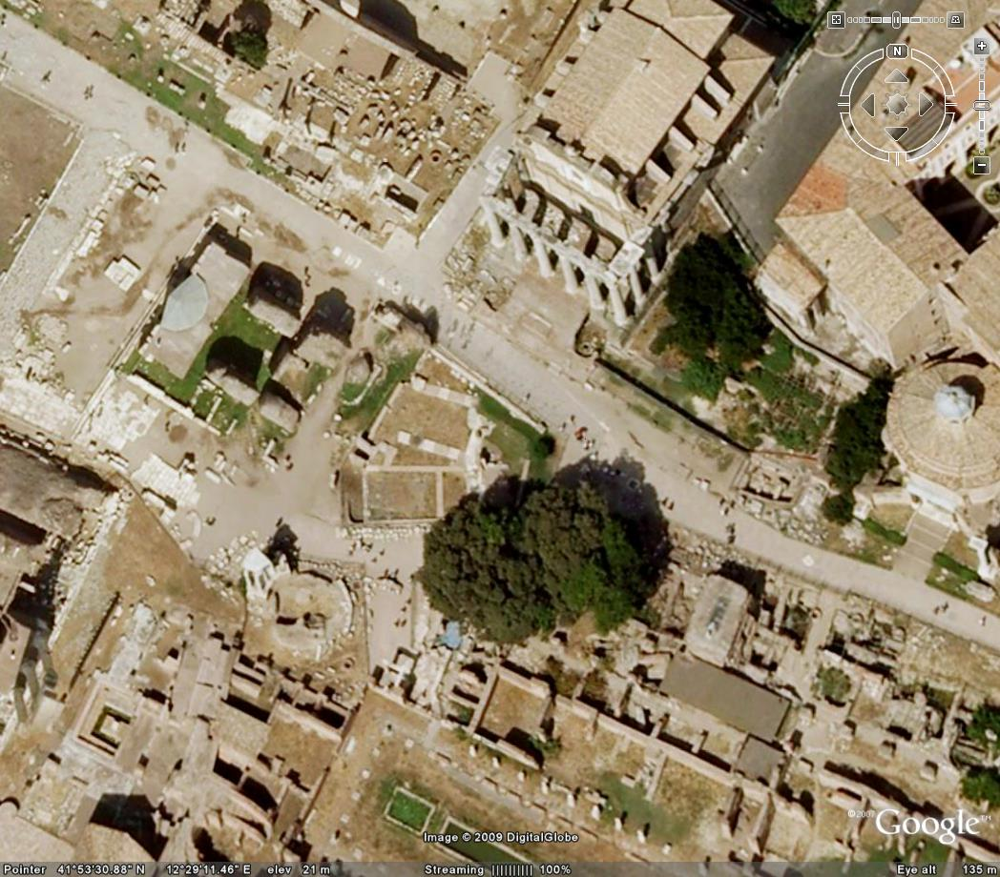 N
©2007 Google™
Image © 2009 DigitalGlobe
Pointer 41°53'30.88" N 12°29'11.46" E elev 21 m Streaming |||||||||| 100% Eye alt 135 m